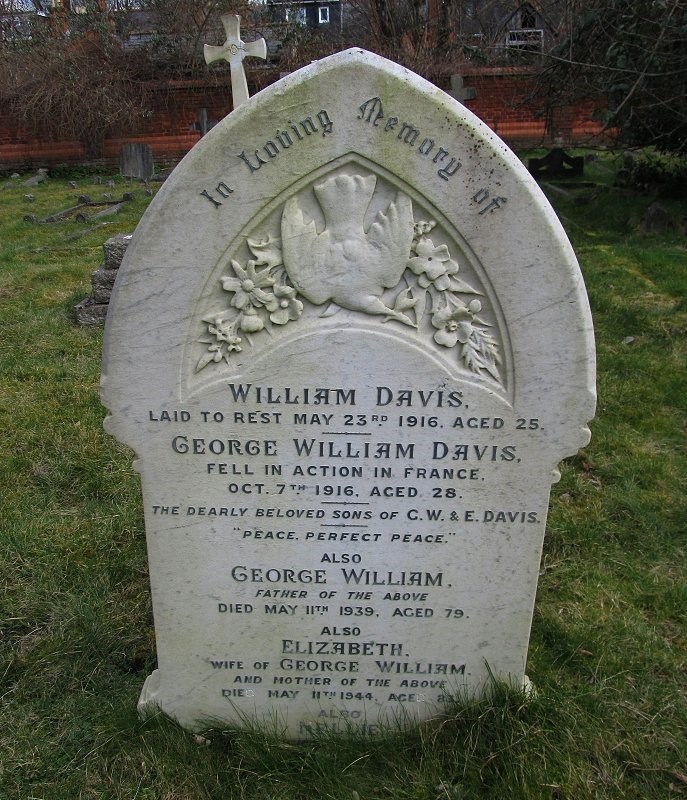 In Loving Memory of
WILLIAM DAVIS,
LAID TO REST MAY 23RD 1916. AGED 25.
GEORGE WILLIAM DAVIS,
FELL IN ACTION IN FRANCE.
OCT. 7TH 1916. AGED 28.
THE DEARLY BELOVED SONS OF G.W. & E. DAVIS.
"PEACE. PERFECT PEACE."
ALSO
GEORGE WILLIAM,
FATHER OF THE ABOVE
DIED MAY 11TH 1939, AGED 79.
ALSO
ELIZABETH.
WIFE OF GEORGE WILLIAM.
AND MOTHER OF THE ABOVE
DIED MAY 11TH 1944, AGED
ALSO
NELLIE